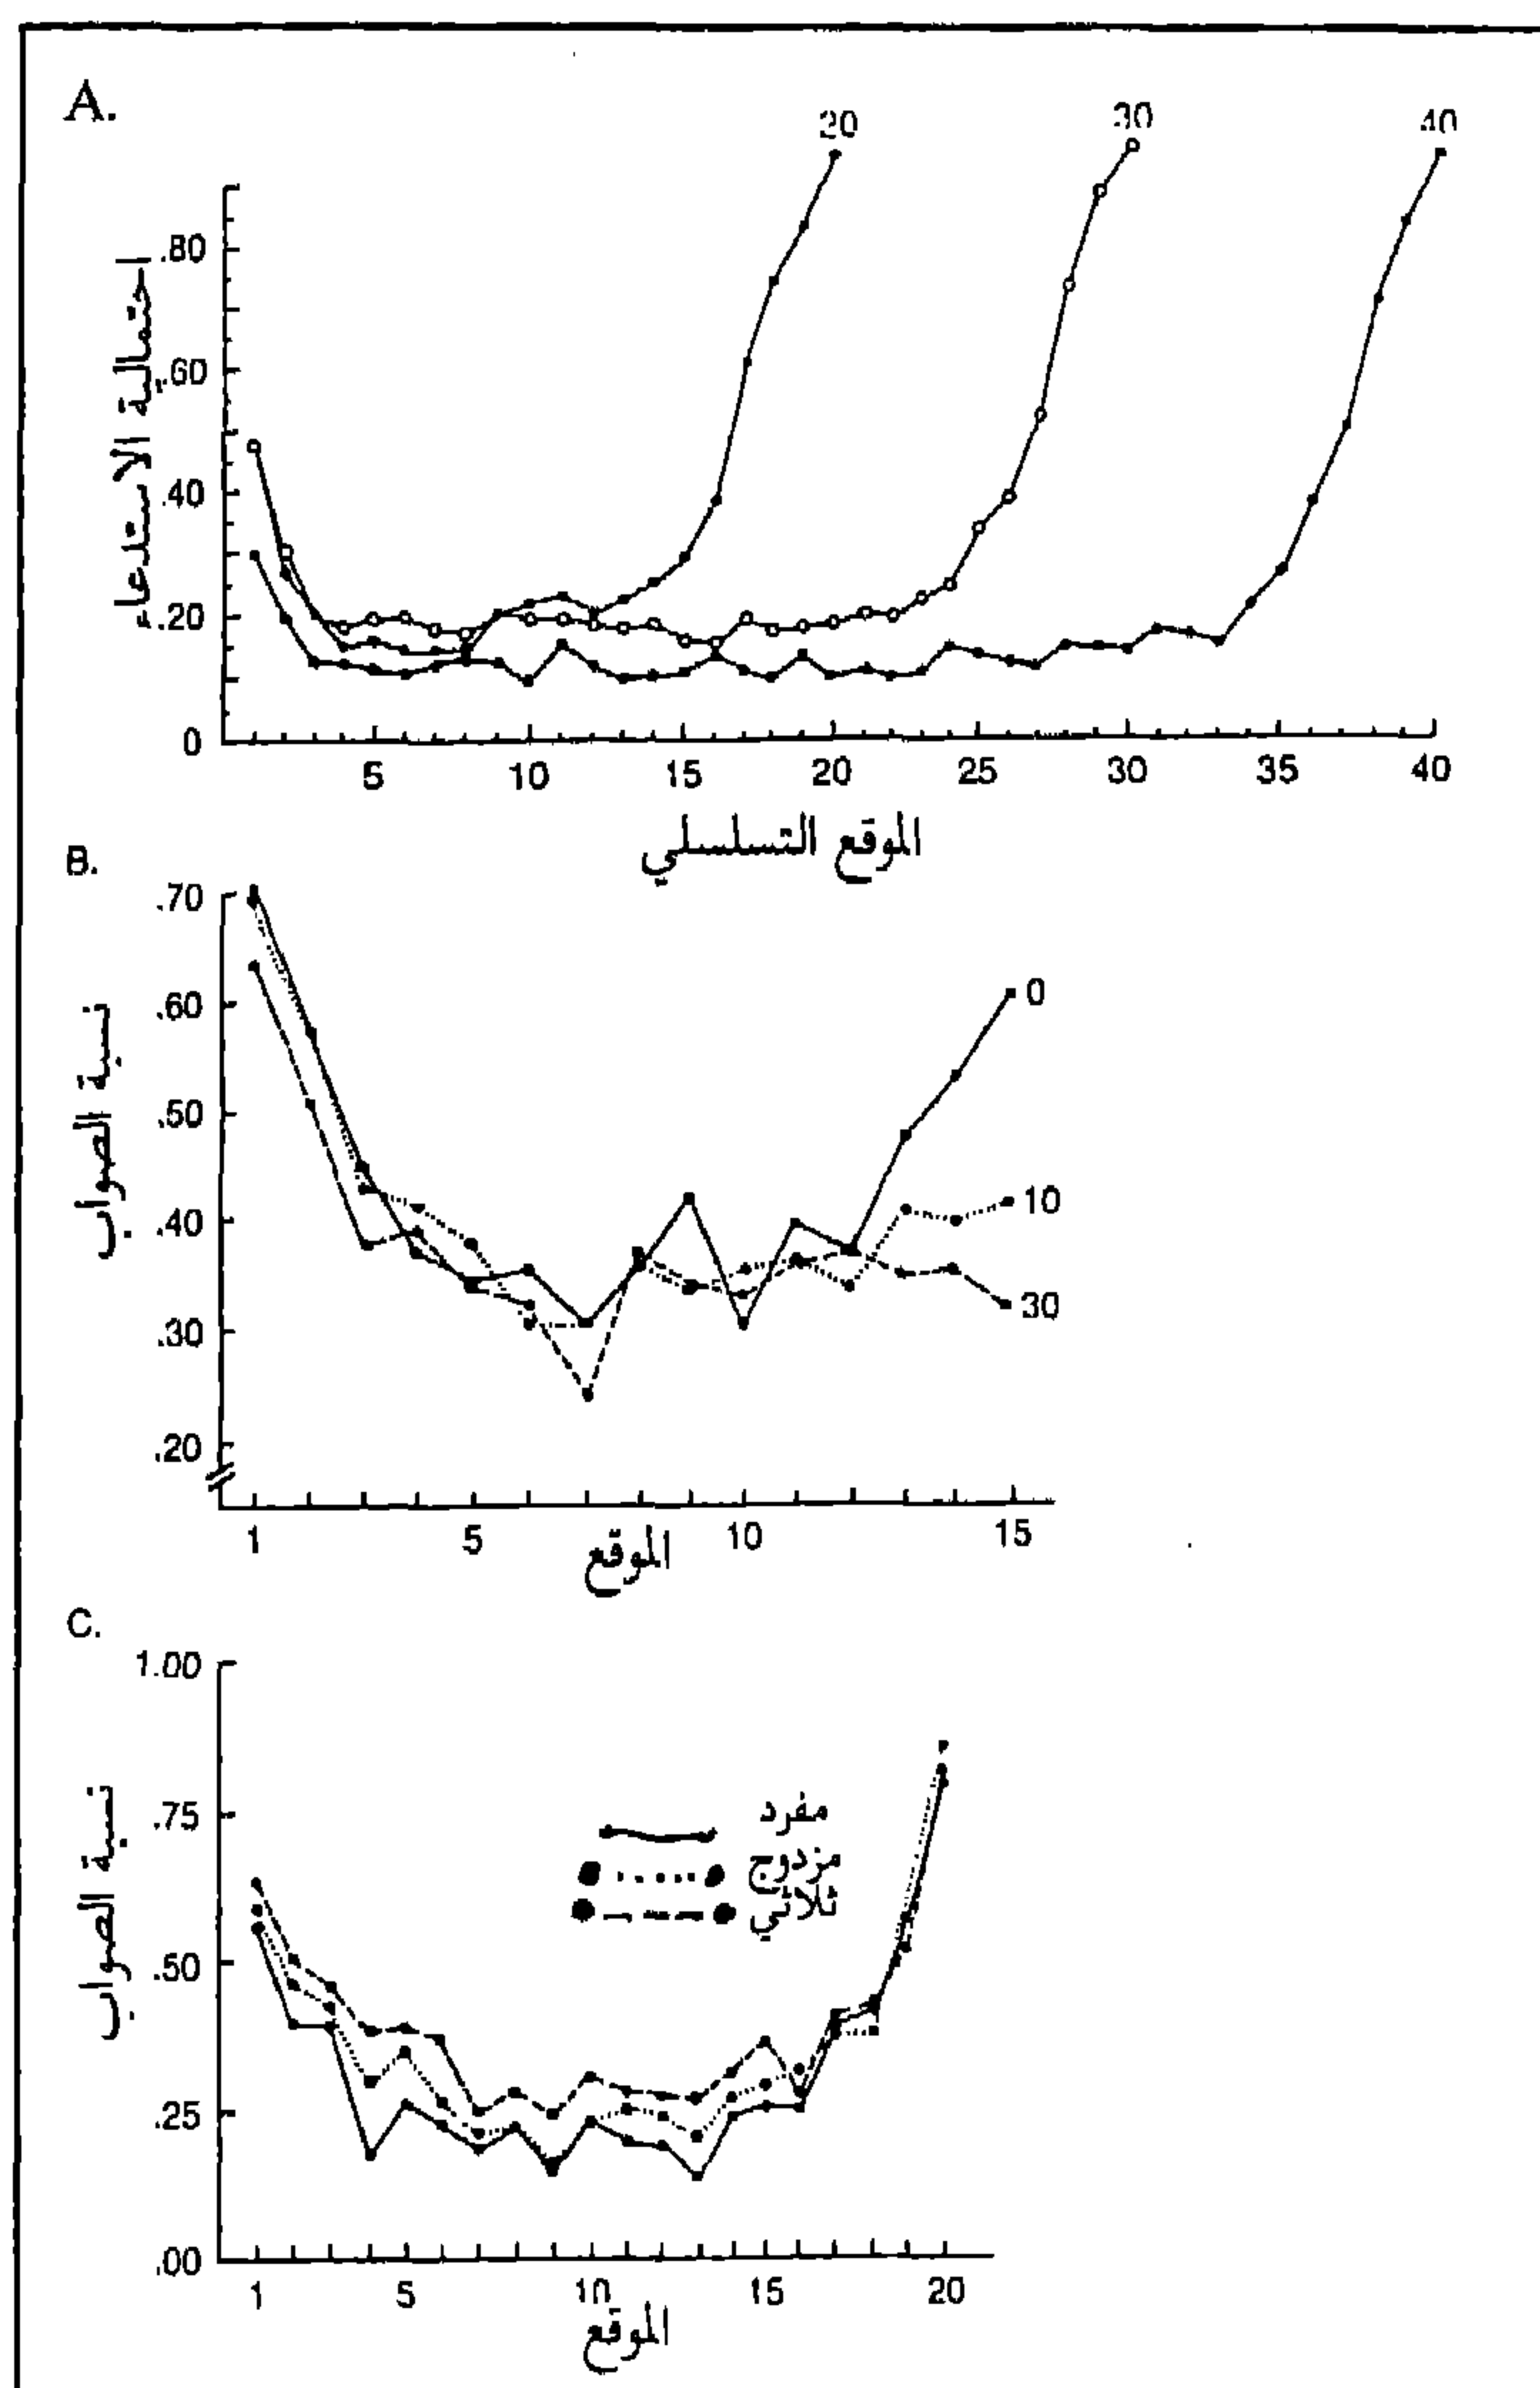 A.
20 30 40
.80
.60
.40
.20
0
احتمالية الاستدعاء
5 10 15 20 25 30 35 40
الموقع التسلسلي
B.
.70
.60
.50
.40
.30
.20
نسبة الصواب
0
10
30
1 5 10 15
الموقع
C.
1.00
.75
.50
.25
.00
نسبة الصواب
مفرد
مزدوج
ثلاثي
1 5 10 15 20
الموقع